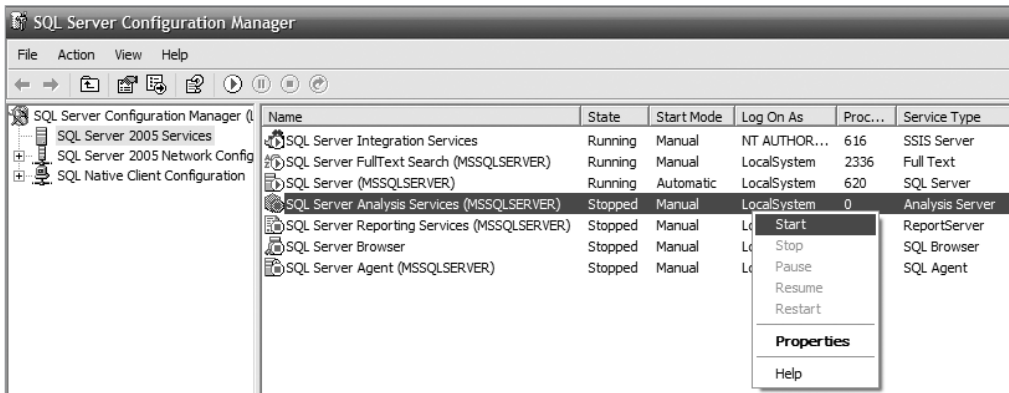 SQL Server Configuration Manager
File Action View Help
SQL Server Configuration Manager (L
SQL Server 2005 Services
SQL Server 2005 Network Config
SQL Native Client Configuration
Name State Start Mode Log On As Proc... Service Type
SQL Server Integration Services Running Manual NT AUTHOR... 616 SSIS Server
SQL Server FullText Search (MSSQLSERVER) Running Manual LocalSystem 2336 Full Text
SQL Server (MSSQLSERVER) Running Automatic LocalSystem 620 SQL Server
SQL Server Analysis Services (MSSQLSERVER) Stopped Manual LocalSystem 0 Analysis Server
SQL Server Reporting Services (MSSQLSERVER) Stopped Manual Lo ReportServer
SQL Server Browser Stopped Manual Lo SQL Browser
SQL Server Agent (MSSQLSERVER) Stopped Manual Lo SQL Agent
Start
Stop
Pause
Resume
Restart
Properties
Help